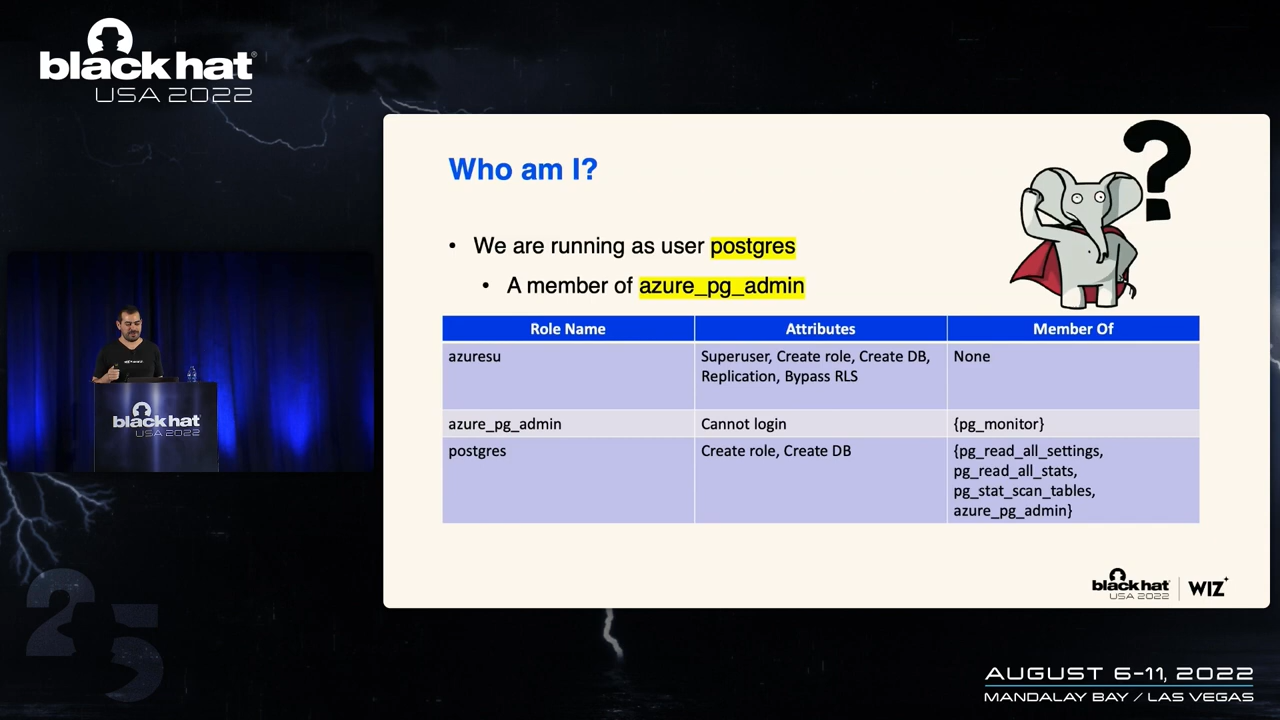 black hat®
USA 2022
Who am I?
• We are running as user postgres
• A member of azure_pg_admin
Role Name
Attributes
Member Of
azuresu
Superuser, Create role, Create DB,
Replication, Bypass RLS
None
azure_pg_admin
Cannot login
{pg_monitor}
postgres
Create role, Create DB
{pg_read_all_settings,
pg_read_all_stats,
pg_stat_scan_tables,
azure_pg_admin}
black hat
USA 2022
black hat
USA 2022
WIZ
25
AUGUST 6-11, 2022
MANDALAY BAY / LAS VEGAS